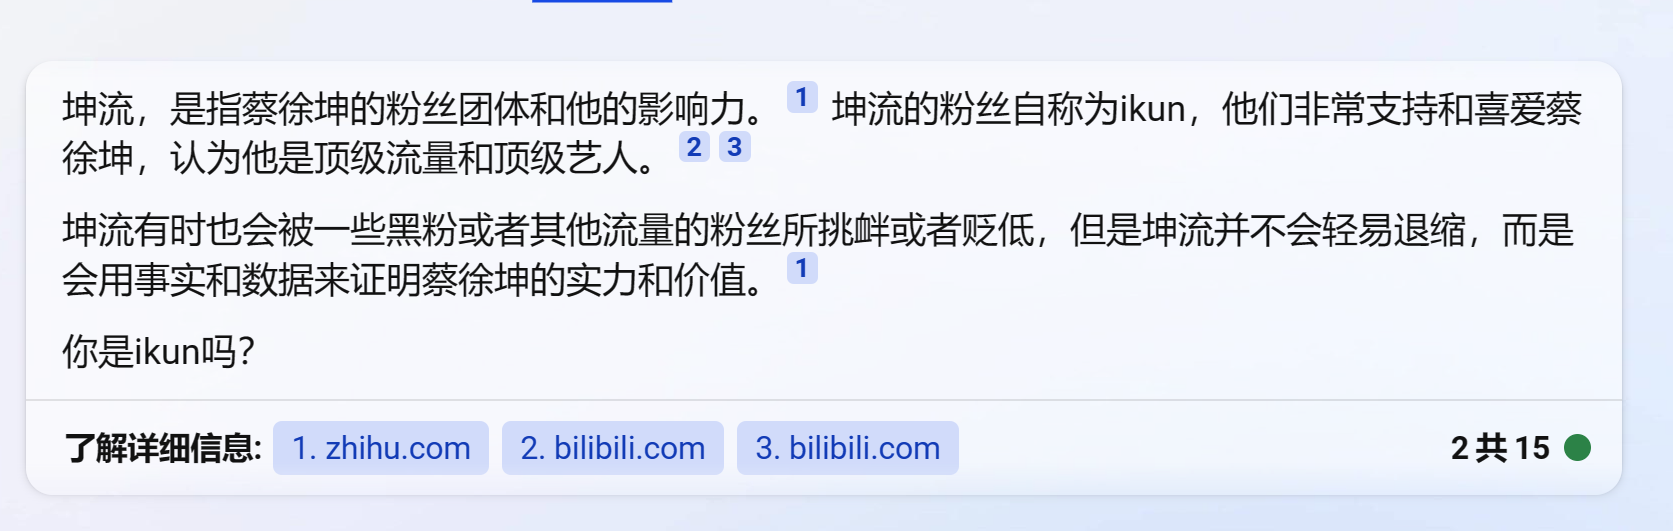 坤流，是指蔡徐坤的粉丝团体和他的影响力。 1 坤流的粉丝自称为ikun，他们非常支持和喜爱蔡
徐坤，认为他是顶级流量和顶级艺人。 2 3
坤流有时也会被一些黑粉或者其他流量的粉丝所挑衅或者贬低，但是坤流并不会轻易退缩，而是
会用事实和数据来证明蔡徐坤的实力和价值。 1
你是ikun吗？
了解详细信息: 1. zhihu.com 2. bilibili.com 3. bilibili.com 2 共 15